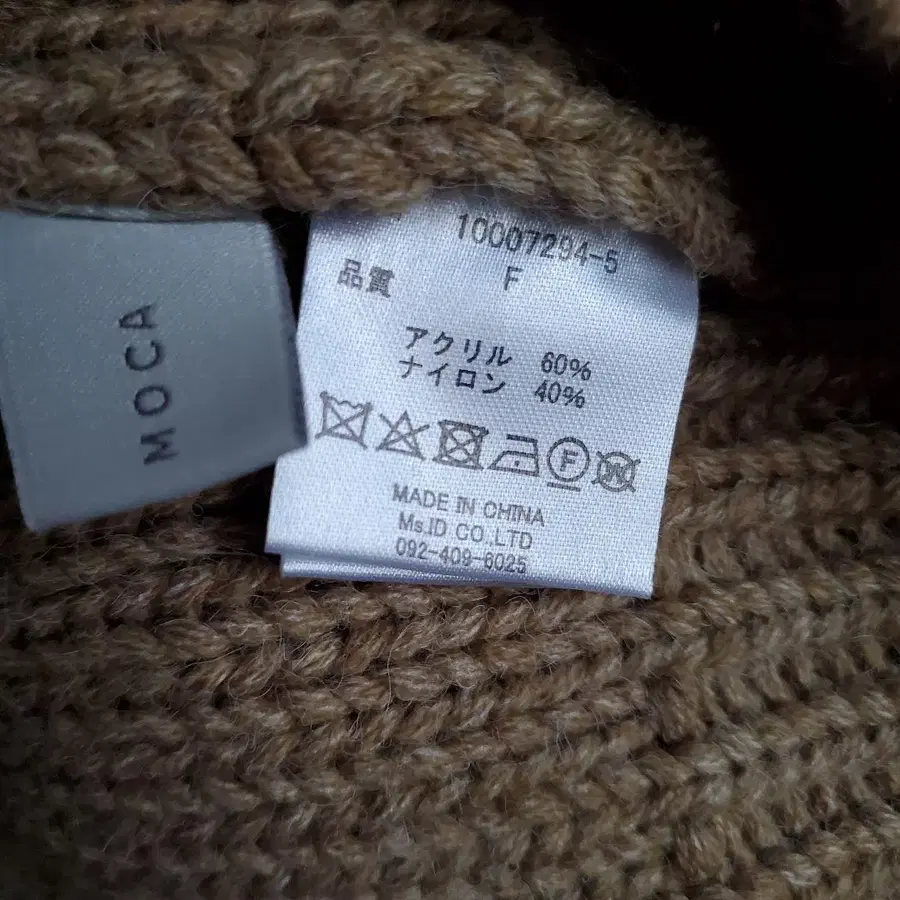 MOCA
10007294-5
F
品質
アクリル 60%
ナイロン 40%
F
W
MADE IN CHINA
Ms.ID CO.,LTD
092-409-6025